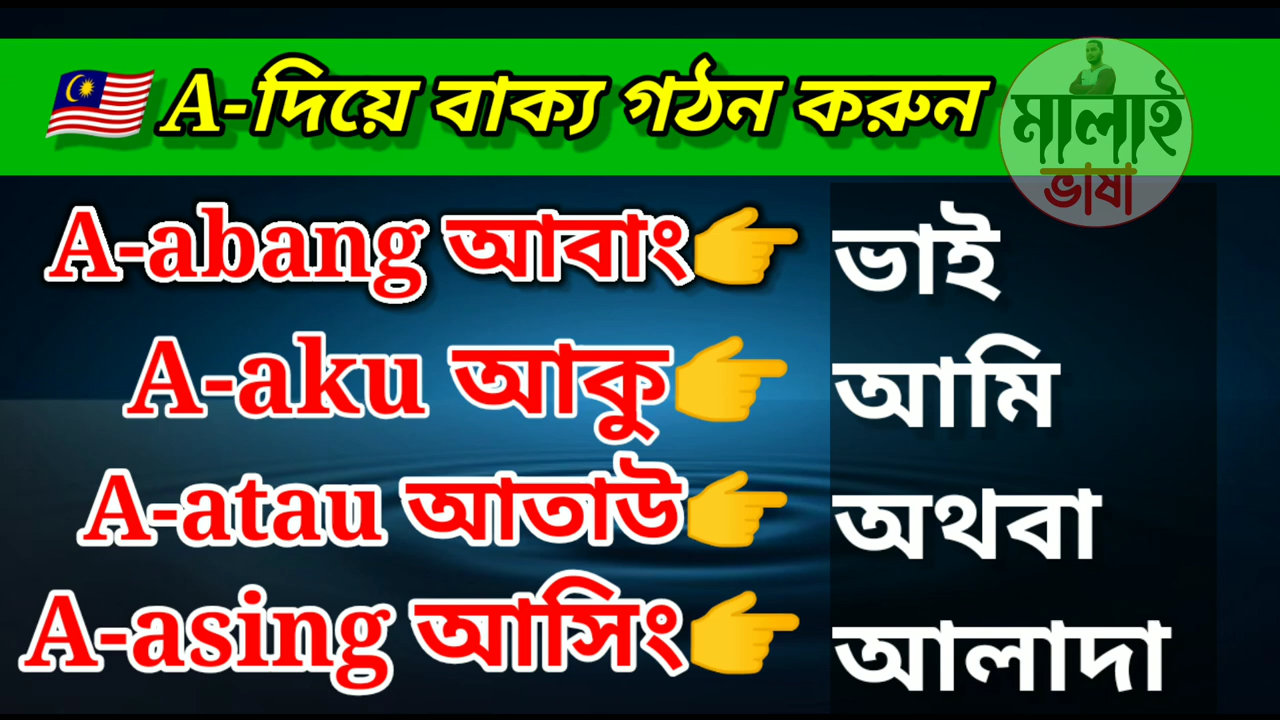 A-দিয়ে বাক্য গঠন করুন
মালাই
ভাষা
A-abang আবাং👉 ভাই
A-aku আকু👉 আমি
A-atau আতাউ👉 অথবা
A-asing আসিং👉 আলাদা